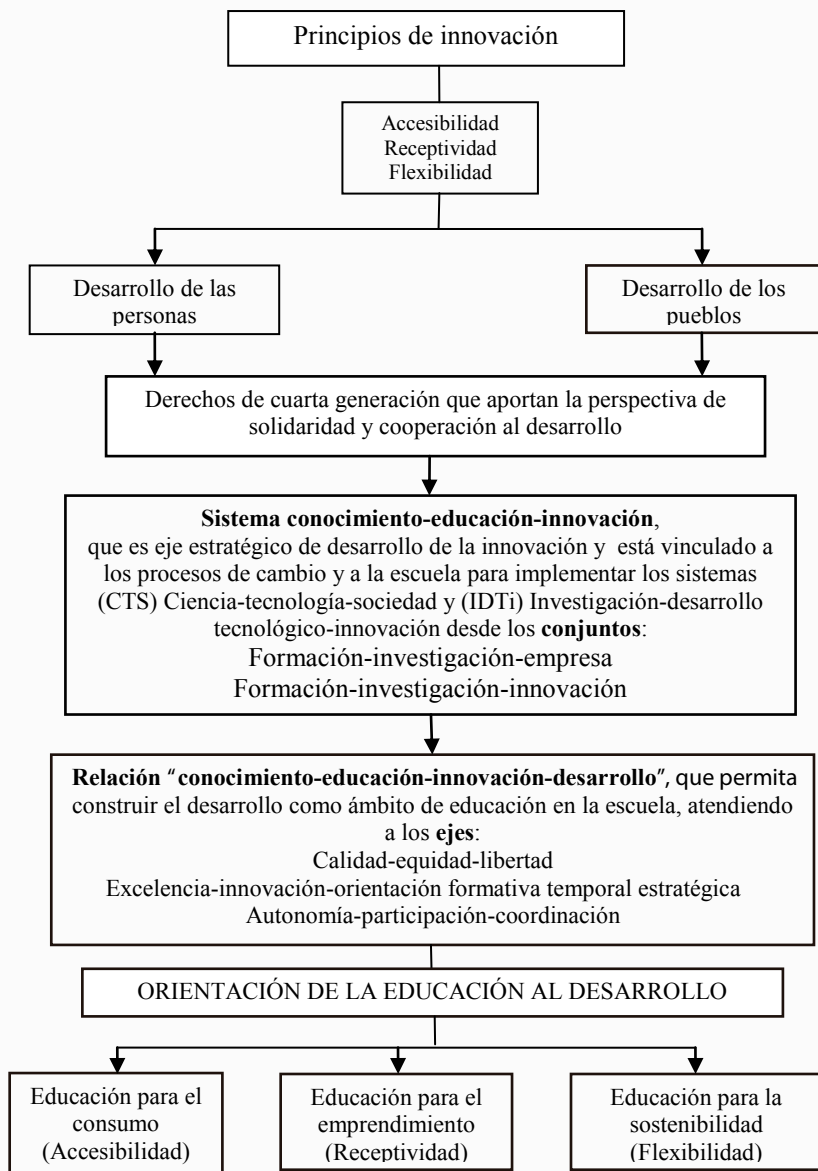 Principios de innovación
Accesibilidad
Receptividad
Flexibilidad
Desarrollo de las
personas
Desarrollo de los
pueblos
Derechos de cuarta generación que aportan la perspectiva de
solidaridad y cooperación al desarrollo
Sistema conocimiento-educación-innovación,
que es eje estratégico de desarrollo de la innovación y está vinculado a
los procesos de cambio y a la escuela para implementar los sistemas
(CTS) Ciencia-tecnología-sociedad y (IDTi) Investigación-desarrollo
tecnológico-innovación desde los conjuntos:
Formación-investigación-empresa
Formación-investigación-innovación
Relación “conocimiento-educación-innovación-desarrollo”, que permita
construir el desarrollo como ámbito de educación en la escuela, atendiendo
a los ejes:
Calidad-equidad-libertad
Excelencia-innovación-orientación formativa temporal estratégica
Autonomía-participación-coordinación
ORIENTACIÓN DE LA EDUCACIÓN AL DESARROLLO
Educación para el
consumo
(Accesibilidad)
Educación para el
emprendimiento
(Receptividad)
Educación para la
sostenibilidad
(Flexibilidad)